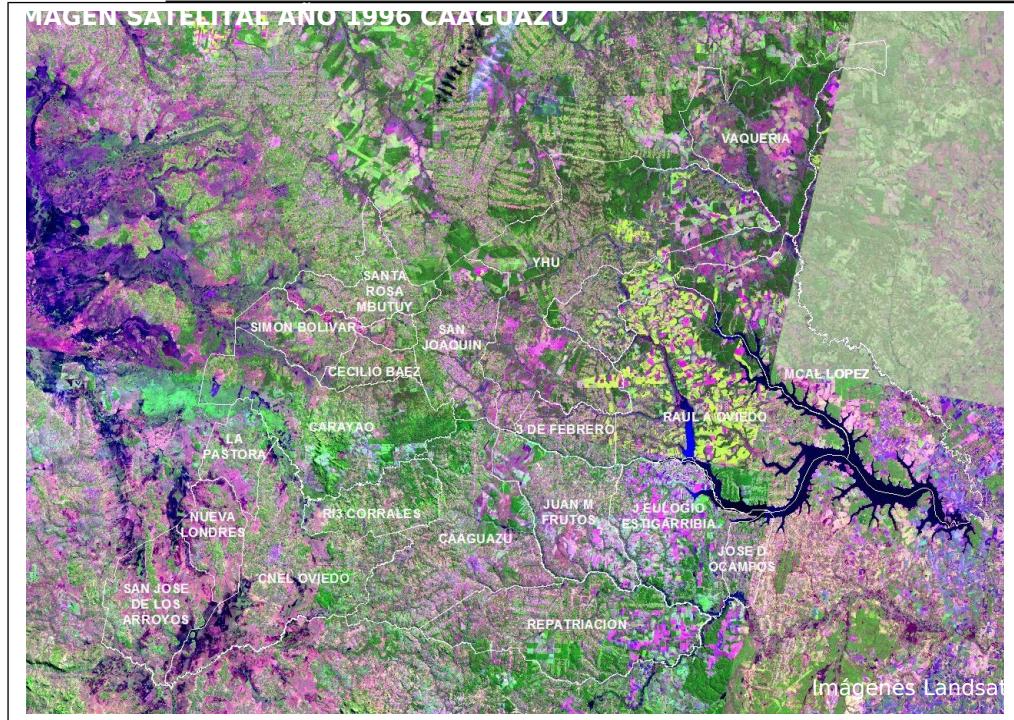 MAGEN SATELITAL AÑO 1996 CAAGUAZU
VAQUERIA
YHU
SANTA
ROSA
MBUTUY
SIMON BOLIVAR
SAN
JOAQUIN
CECILIO BAEZ
MCAL LOPEZ
RAUL A OVIEDO
3 DE FEBRERO
CARAYAO
LA
PASTORA
RI3 CORRALES
JUAN M
FRUTOS
J EULOGIO
ESTIGARRIBIA
NUEVA
LONDRES
CAAGUAZU
JOSE D.
OCAMPOS
CNEL OVIEDO
SAN JOSE
DE LOS
ARROYOS
REPATRIACION
Imágenes Landsat